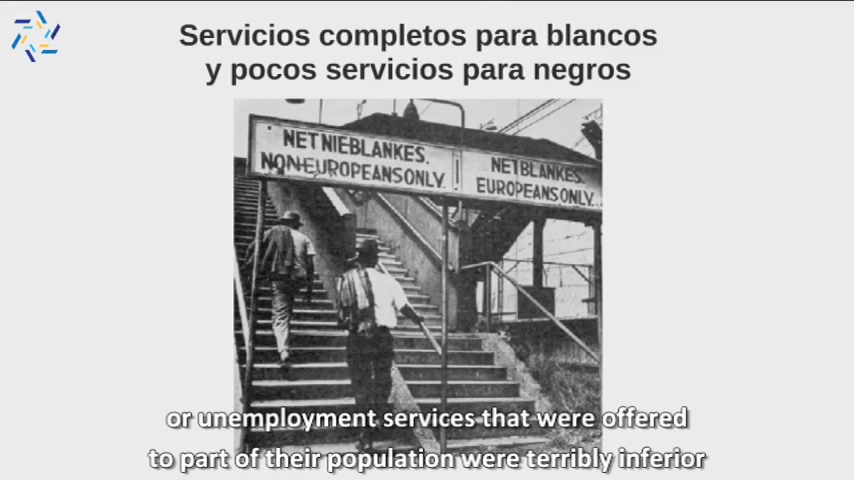 Servicios completos para blancos
y pocos servicios para negros
NET NIE BLANKES.
NON-EUROPEANS ONLY.
NET BLANKES.
EUROPEANS ONLY.
or unemployment services that were offered
to part of their population were terribly inferior